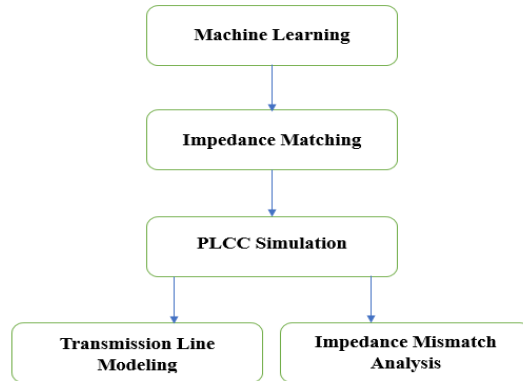 Machine Learning
Impedance Matching
PLCC Simulation
Transmission Line
Modeling
Impedance Mismatch
Analysis